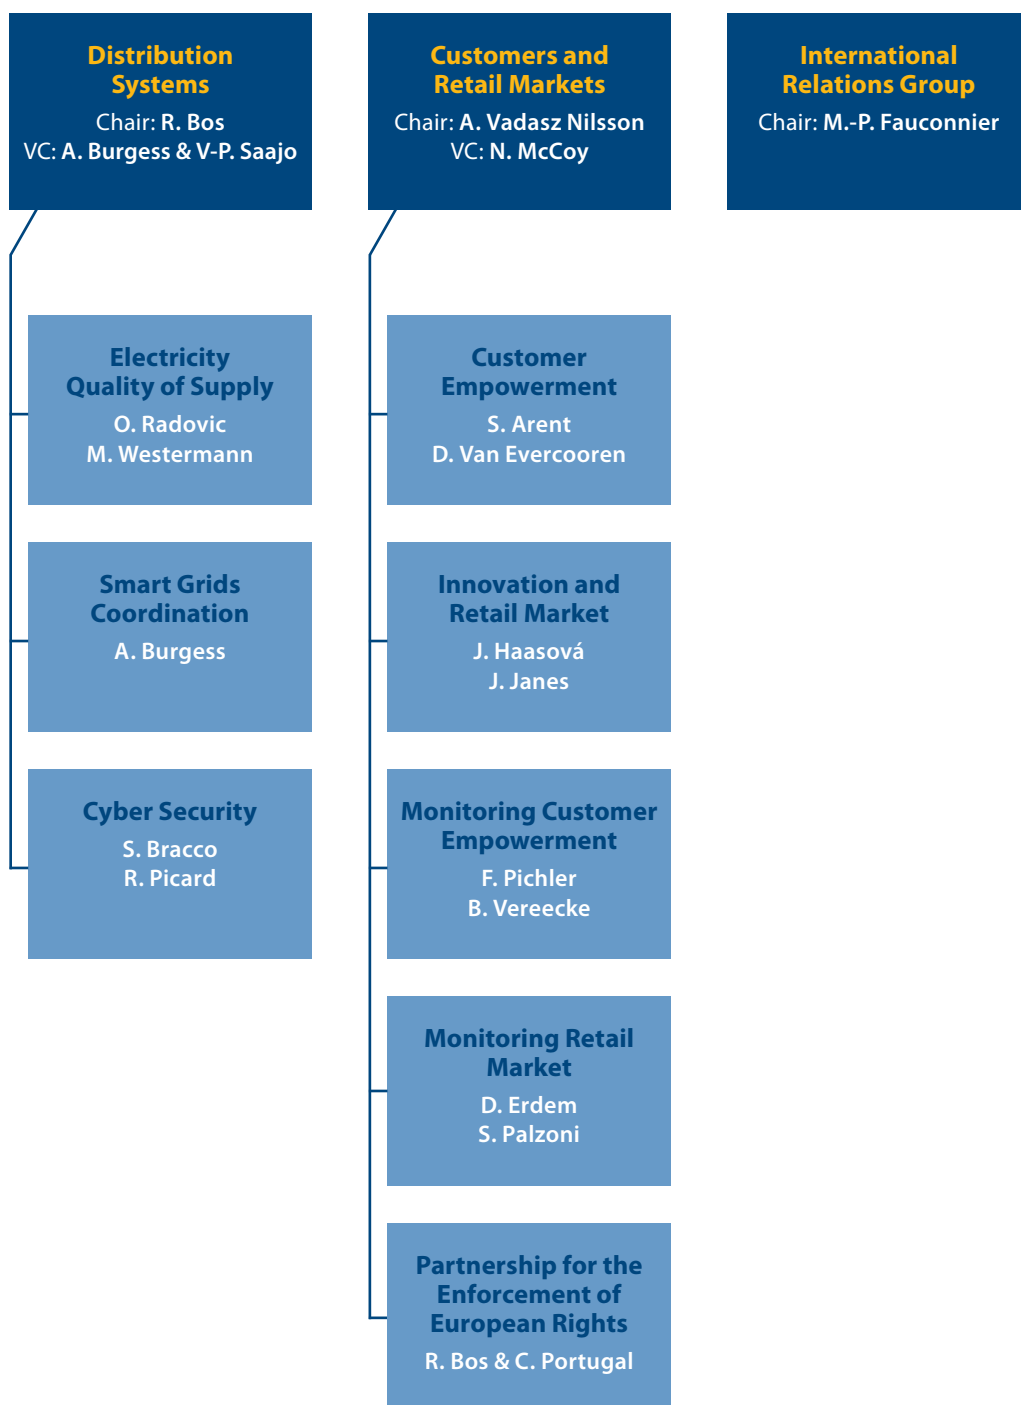 Distribution
Systems
Chair: R. Bos
VC: A. Burgess & V-P. Saajo
Electricity
Quality of Supply
O. Radovic
M. Westermann
Smart Grids
Coordination
A. Burgess
Cyber Security
S. Bracco
R. Picard
Customers and
Retail Markets
Chair: A. Vadasz Nilsson
VC: N. McCoy
Customer
Empowerment
S. Arent
D. Van Evercooren
Innovation and
Retail Market
J. Haasová
J. Janes
Monitoring Customer
Empowerment
F. Pichler
B. Vereecke
Monitoring Retail
Market
D. Erdem
S. Palzoni
Partnership for the
Enforcement of
European Rights
R. Bos & C. Portugal
International
Relations Group
Chair: M.-P. Fauconnier